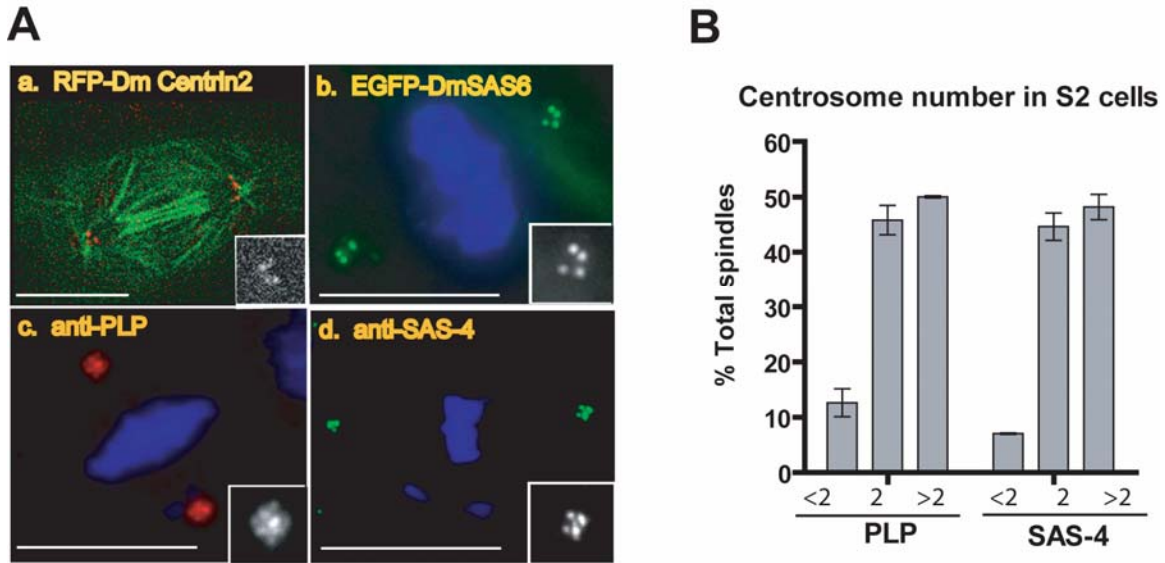 A
a. RFP-Dm Centrin2
b. EGFP-DmSAS6
c. anti-PLP
d. anti-SAS-4
B
Centrosome number in S2 cells
% Total spindles
60
50
40
30
20
10
0
<2 2 >2 <2 2 >2
PLP SAS-4